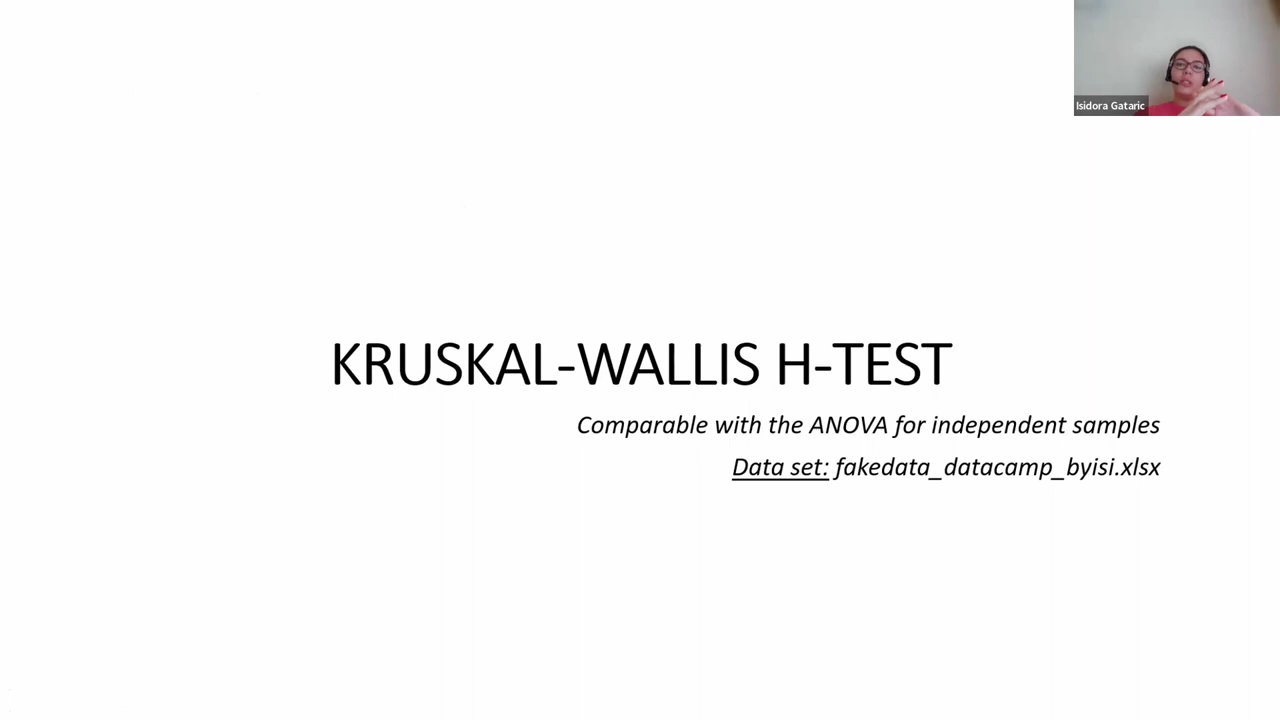 Isidora Gataric
KRUSKAL-WALLIS H-TEST
Comparable with the ANOVA for independent samples
Data set: fakedata_datacamp_byisi.xlsx